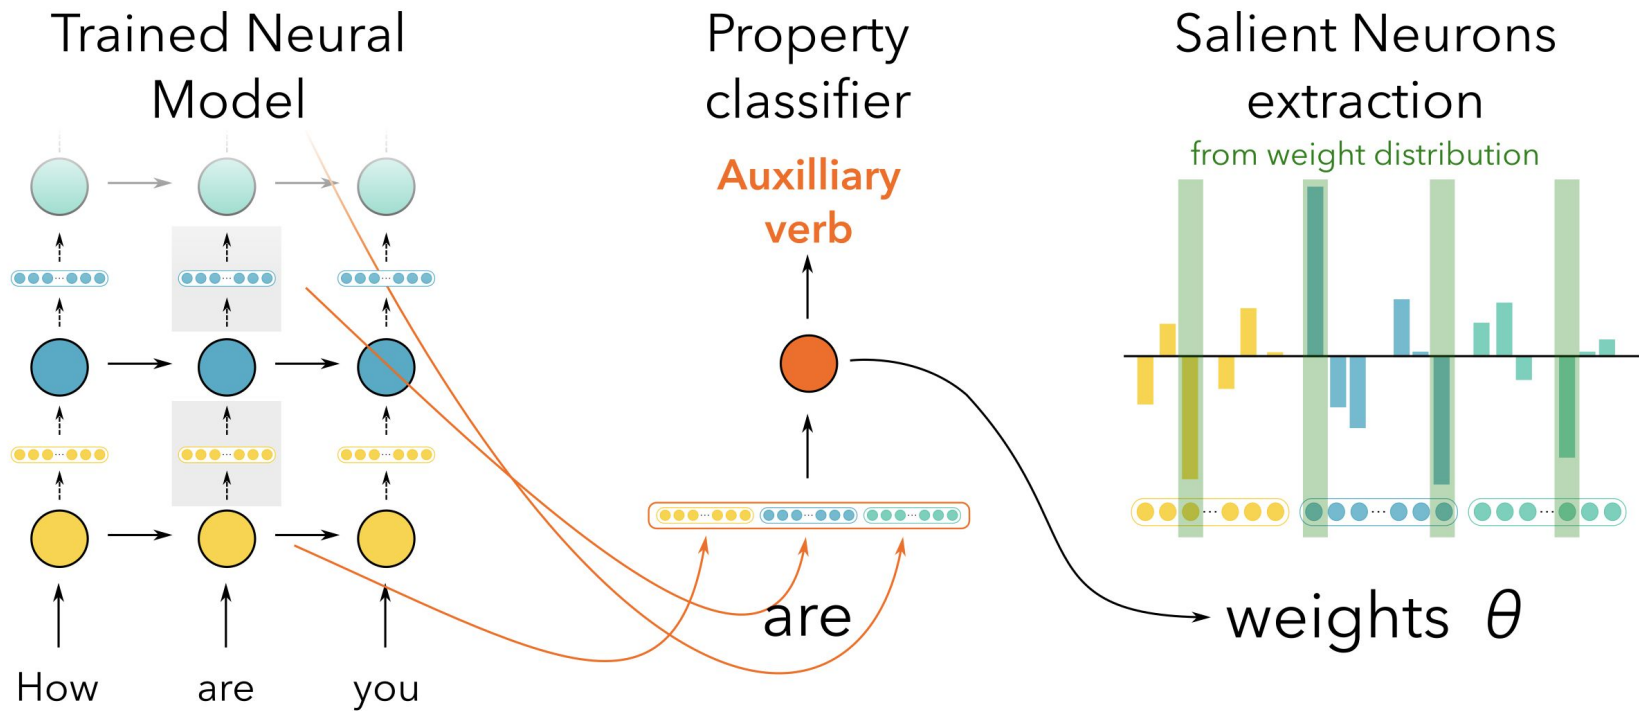 Trained Neural
Model
Property
classifier
Salient Neurons
extraction
from weight distribution
Auxilliary
verb
are
weights θ
How are you